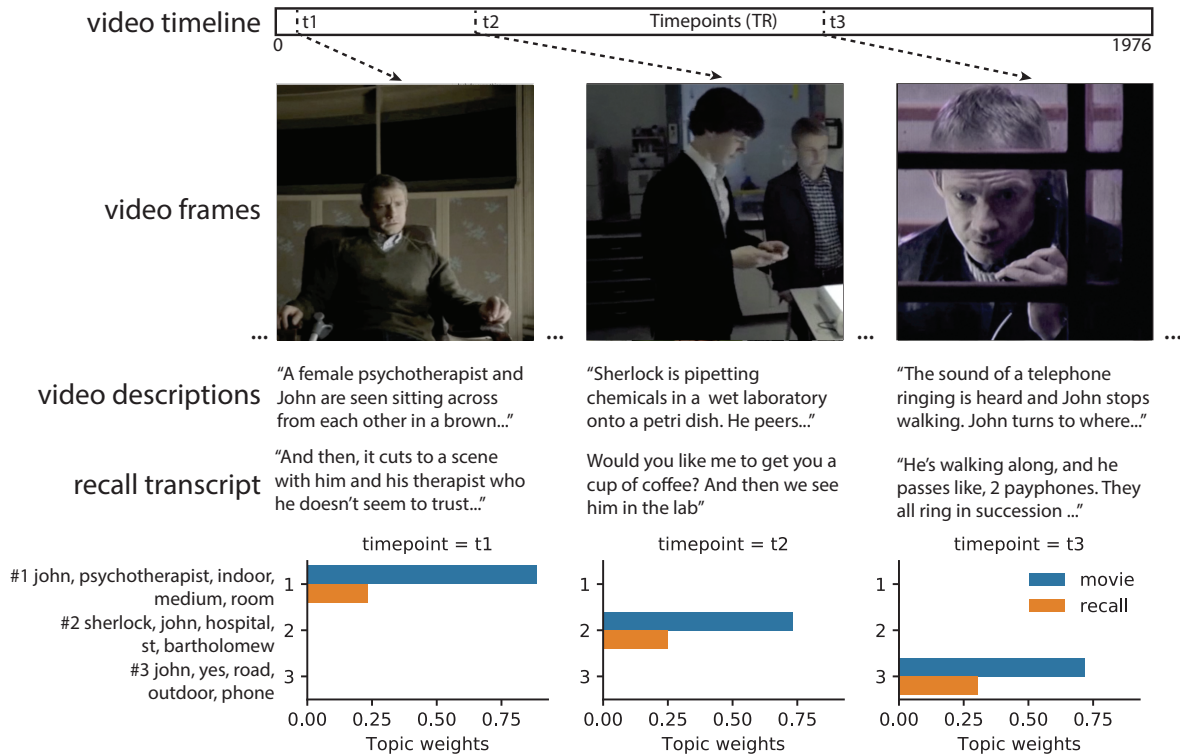 video timeline
t1
t2
Timepoints (TR)
t3
0
1976
video frames
...
...
...
...
video descriptions
“A female psychotherapist and
John are seen sitting across
from each other in a brown...”
“Sherlock is pipetting
chemicals in a wet laboratory
onto a petri dish. He peers...”
“The sound of a telephone
ringing is heard and John stops
walking. John turns to where...”
recall transcript
“And then, it cuts to a scene
with him and his therapist who
he doesn’t seem to trust...”
Would you like me to get you a
cup of coffee? And then we see
him in the lab”
“He’s walking along, and he
passes like, 2 payphones. They
all ring in succession ...”
timepoint = t1
timepoint = t2
timepoint = t3
#1 john, psychotherapist, indoor,
medium, room
#2 sherlock, john, hospital,
st, bartholomew
#3 john, yes, road,
outdoor, phone
1
2
3
0.00 0.25 0.50 0.75
Topic weights
1
2
3
0.00 0.25 0.50 0.75
Topic weights
1
2
3
movie
recall
0.00 0.25 0.50 0.75
Topic weights